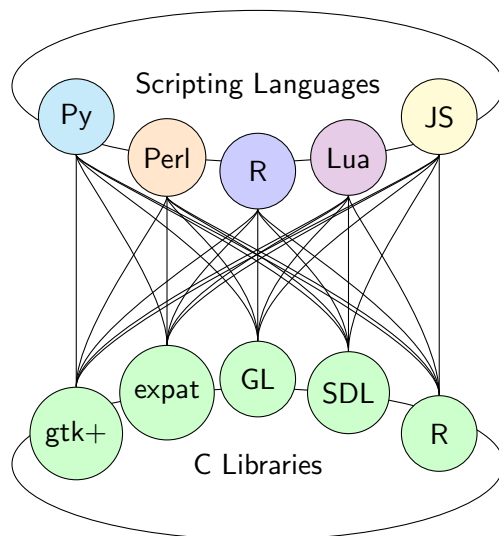 Scripting Languages
Py
Perl
R
Lua
JS
gtk+
expat
GL
SDL
R
C Libraries